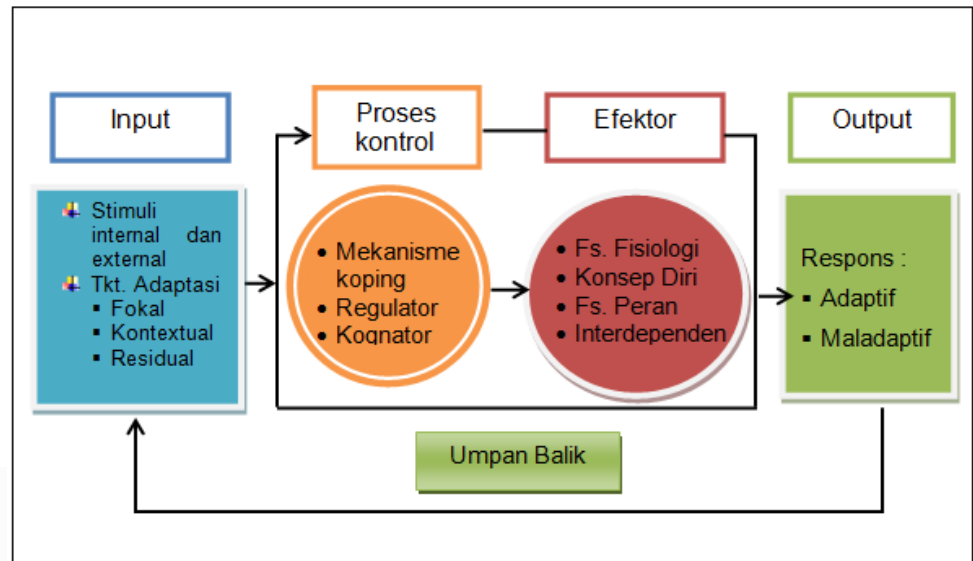 Input
Proses
kontrol
Efektor
Output
Stimuli
internal dan
external
Tkt. Adaptasi
▪ Fokal
▪ Kontextual
▪ Residual
• Mekanisme
koping
• Regulator
• Kognator
• Fs. Fisiologi
• Konsep Diri
• Fs. Peran
• Interdependen
Respons :
▪ Adaptif
▪ Maladaptif
Umpan Balik